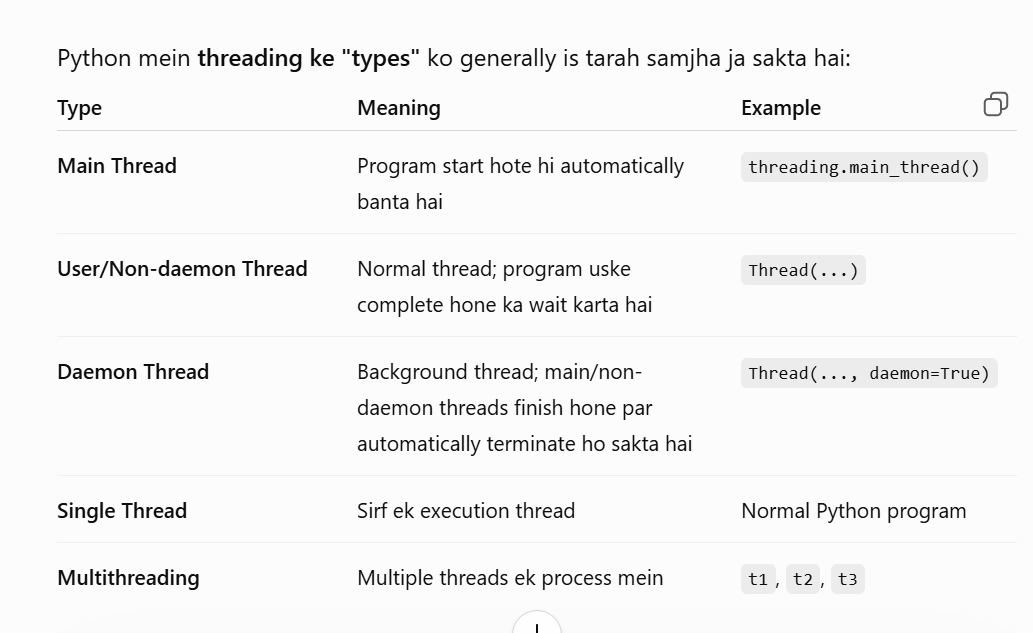 Python mein threading ke "types" ko generally is tarah samjha ja sakta hai:
Type Meaning Example
Main Thread Program start hote hi automatically threading.main_thread()
banta hai
User/Non-daemon Thread Normal thread; program uske Thread(...)
complete hone ka wait karta hai
Daemon Thread Background thread; main/non- Thread(..., daemon=True)
daemon threads finish hone par
automatically terminate ho sakta hai
Single Thread Sirf ek execution thread Normal Python program
Multithreading Multiple threads ek process mein t1, t2, t3